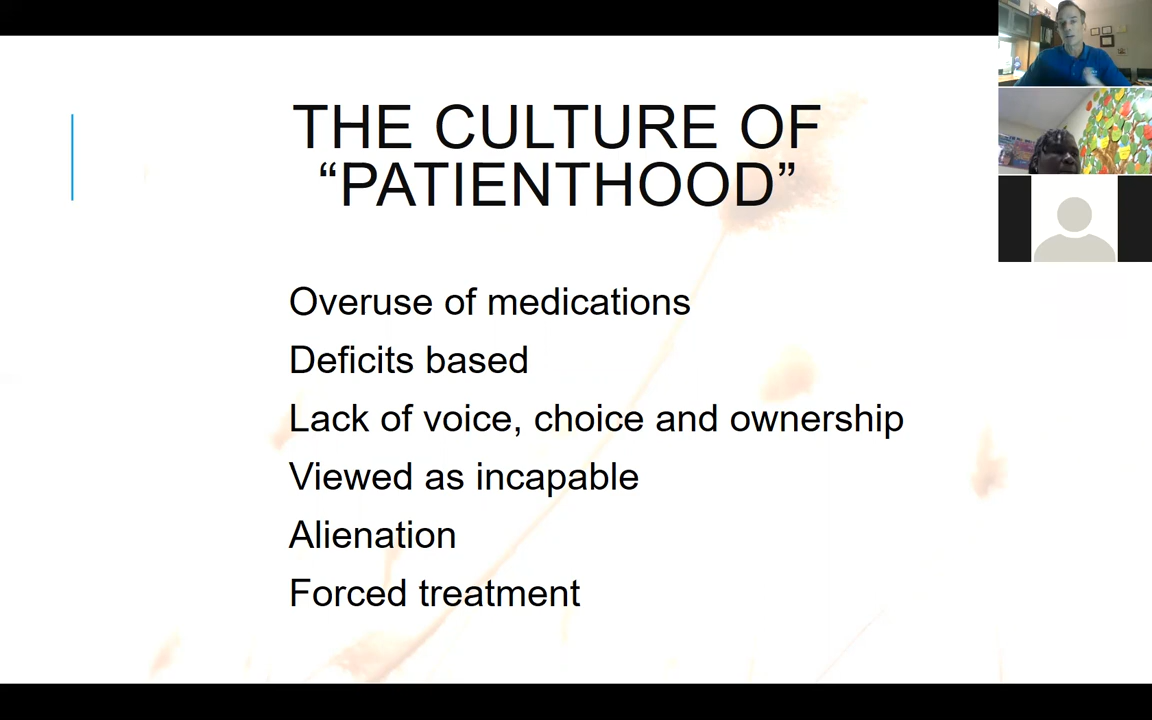 THE CULTURE OF
“PATIENTHOOD”
Overuse of medications
Deficits based
Lack of voice, choice and ownership
Viewed as incapable
Alienation
Forced treatment